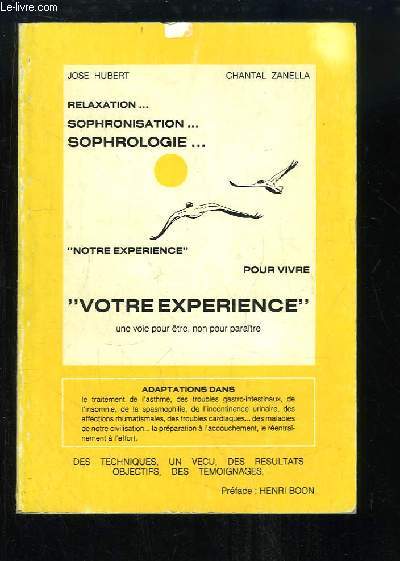 Le-livre.com
JOSE HUBERT CHANTAL ZANELLA
RELAXATION ...
SOPHRONISATION ...
SOPHROLOGIE ...
"NOTRE EXPERIENCE"
POUR VIVRE
"VOTRE EXPERIENCE"
une voie pour être, non pour paraître
ADAPTATIONS DANS
le traitement de l'asthme, des troubles gastro-intestinaux, de
l'insomnie, de la spasmophilie, de l'incontinence urinaire, des
affections rhumatismales, des troubles cardiaques... des maladies
de notre civilisation... la préparation à l'accouchement, le réentraî-
nement à l'effort.
DES TECHNIQUES, UN VECU, DES RESULTATS
OBJECTIFS, DES TEMOIGNAGES.
Préface : HENRI BOON